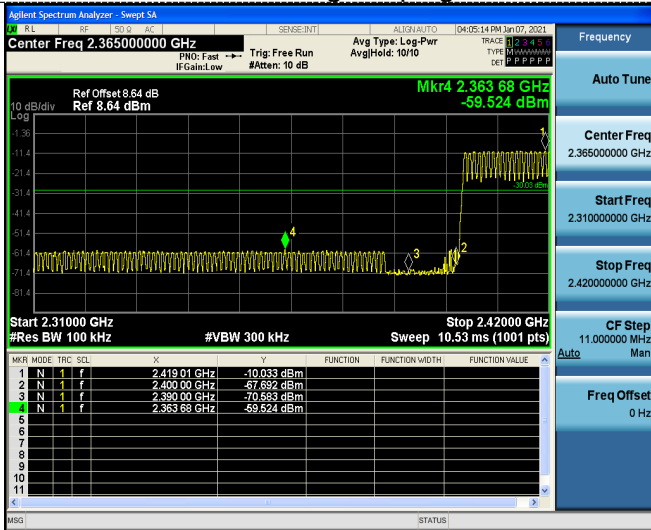 Agilent Spectrum Analyzer - Swept SA
LXI RL RF 50 Ω AC SENSE:INT ALIGN AUTO 04:05:14 PM Jan 07, 2021
Center Freq 2.365000000 GHz
PNO: Fast
IFGain:Low
Trig: Free Run
#Atten: 10 dB
Avg Type: Log-Pwr
Avg|Hold: 10/10
TRACE 1 2 3 4 5 6
TYPE M
DET P P P P P P
Mkr4 2.363 68 GHz
-59.524 dBm
Ref Offset 8.64 dB
Ref 8.64 dBm
10 dB/div
Log
-1.36
-11.4
-21.4
-31.4
-41.4
-51.4
-61.4
-71.4
-81.4
1
-30.03 dBm
4
3
2
Start 2.31000 GHz
Stop 2.42000 GHz
#Res BW 100 kHz
#VBW 300 kHz
Sweep 10.53 ms (1001 pts)
MKR MODE TRC SCL X Y FUNCTION FUNCTION WIDTH FUNCTION VALUE
1 N 1 f 2.419 01 GHz -10.033 dBm
2 N 1 f 2.400 00 GHz -67.692 dBm
3 N 1 f 2.390 00 GHz -70.583 dBm
4 N 1 f 2.363 68 GHz -59.524 dBm
5
6
7
8
9
10
11
MSG
STATUS
Frequency
Auto Tune
Center Freq
2.365000000 GHz
Start Freq
2.310000000 GHz
Stop Freq
2.420000000 GHz
CF Step
11.000000 MHz
Auto Man
Freq Offset
0 Hz